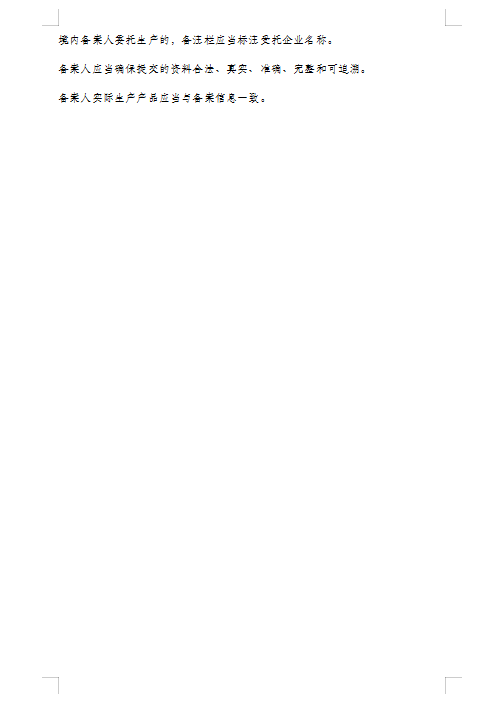 境内备案人委托生产的，备注栏应当标注受托企业名称。
备案人应当确保提交的资料合法、真实、准确、完整和可追溯。
备案人实际生产产品应当与备案信息一致。